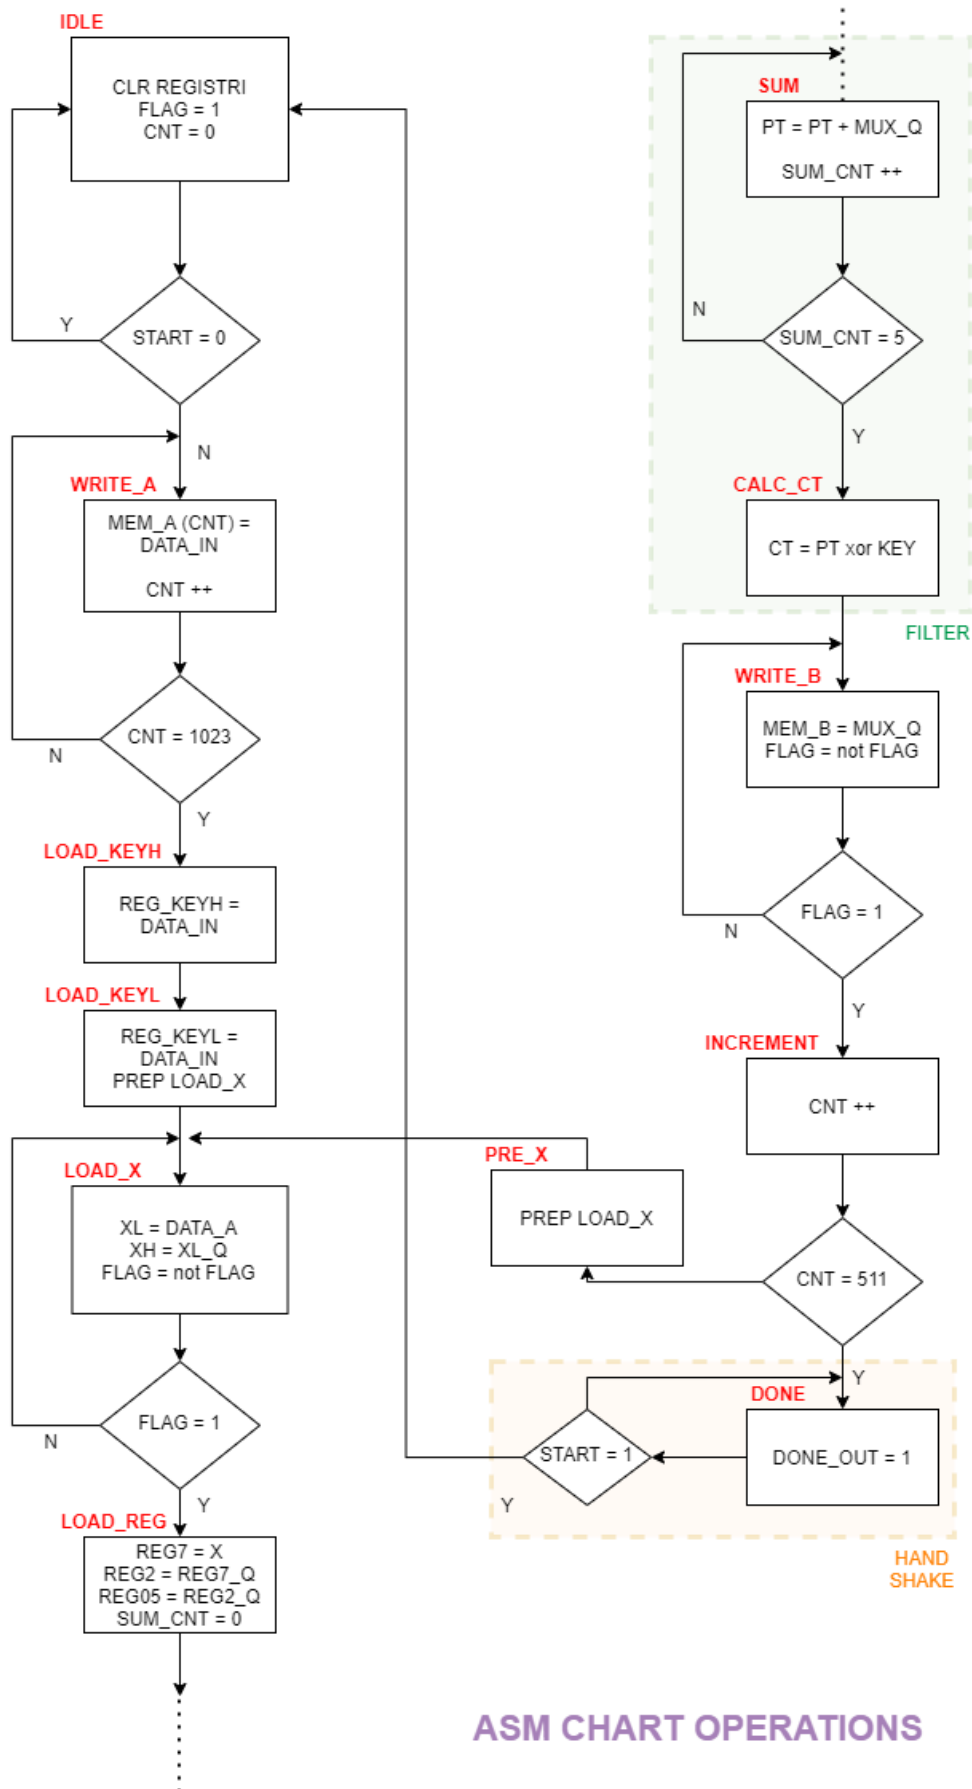 IDLE
CLR REGISTRI
FLAG = 1
CNT = 0
Y
START = 0
N
WRITE_A
MEM_A (CNT) =
DATA_IN
CNT ++
CNT = 1023
N
Y
LOAD_KEYH
REG_KEYH =
DATA_IN
LOAD_KEYL
REG_KEYL =
DATA_IN
PREP LOAD_X
LOAD_X
XL = DATA_A
XH = XL_Q
FLAG = not FLAG
FLAG = 1
N
Y
LOAD_REG
REG7 = X
REG2 = REG7_Q
REG05 = REG2_Q
SUM_CNT = 0
SUM
PT = PT + MUX_Q
SUM_CNT ++
N
SUM_CNT = 5
Y
CALC_CT
CT = PT xor KEY
FILTER
WRITE_B
MEM_B = MUX_Q
FLAG = not FLAG
FLAG = 1
N
Y
INCREMENT
CNT ++
PRE_X
PREP LOAD_X
CNT = 511
Y
DONE
DONE_OUT = 1
START = 1
Y
HAND
SHAKE
ASM CHART OPERATIONS